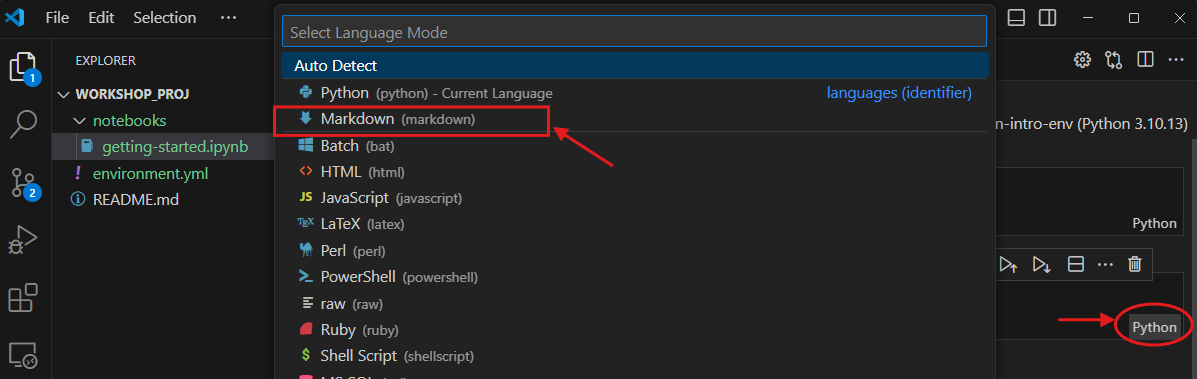 File Edit Selection ···
Select Language Mode
EXPLORER
Auto Detect
1
WORKSHOP_PROJ
Python (python) - Current Language languages (identifier)
notebooks
Markdown (markdown)
n-intro-env (Python 3.10.13)
getting-started.ipynb
Batch (bat)
! environment.yml
HTML (html)
2
README.md
JS JavaScript (javascript)
TEX LaTeX (latex)
Python
Perl (perl)
PowerShell (powershell)
raw (raw)
Ruby (ruby)
Python
$ Shell Script (shellscript)